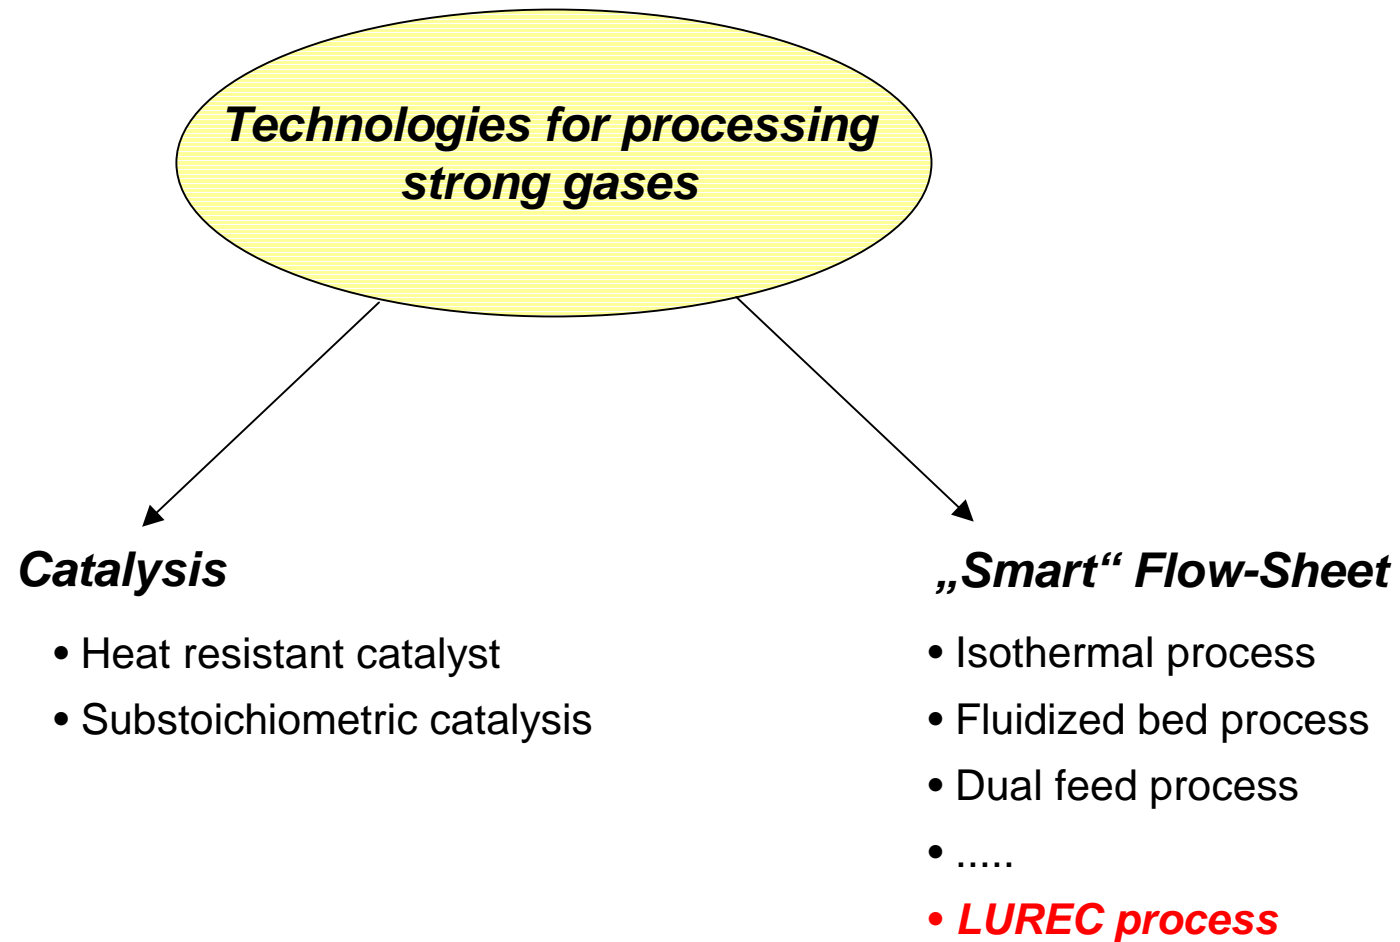 Technologies for processing
strong gases
Catalysis
• Heat resistant catalyst
• Substoichiometric catalysis
„Smart“ Flow-Sheet
• Isothermal process
• Fluidized bed process
• Dual feed process
• .....
• LUREC process